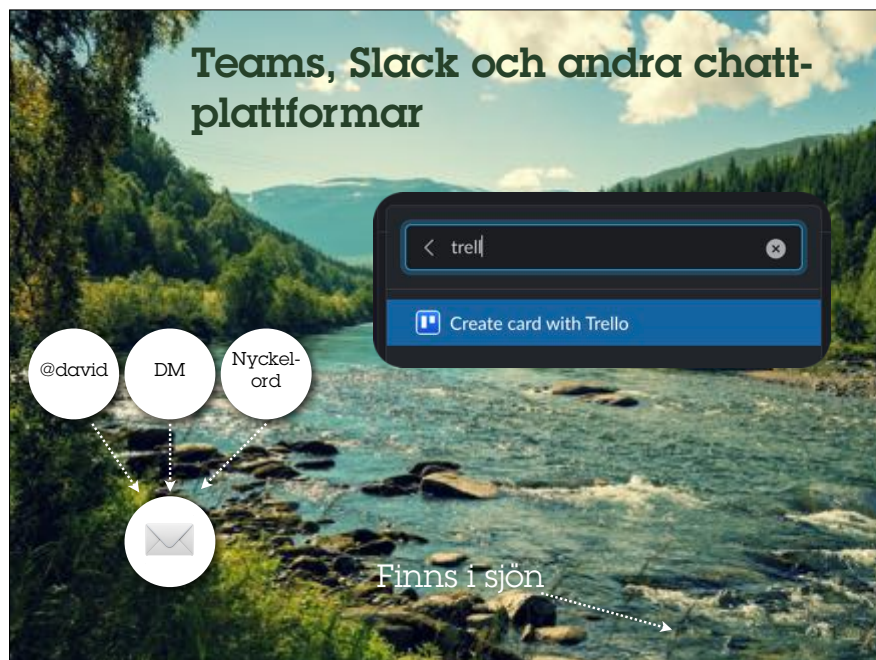 Teams, Slack och andra chatt-
plattformar
trell
Create card with Trello
@david
DM
Nyckel-
ord
Finns i sjön